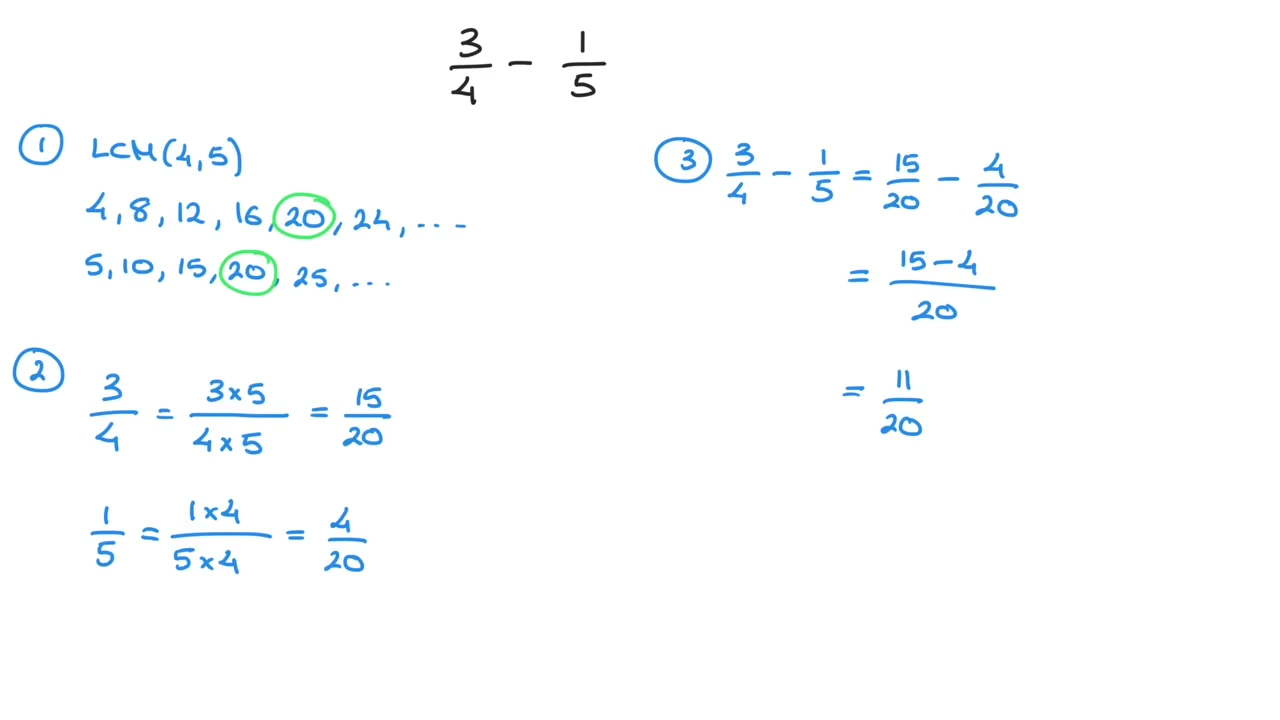 3/4 - 1/5
① LCM(4,5)
4, 8, 12, 16, 20, 24, ....
5, 10, 15, 20, 25, ...
② 3/4 = 3×5/4×5 = 15/20
1/5 = 1×4/5×4 = 4/20
③ 3/4 - 1/5 = 15/20 - 4/20
= 15-4/20
= 11/20